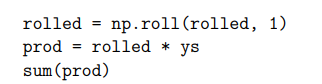 rolled = np.roll(rolled, 1)
prod = rolled * ys
sum(prod)